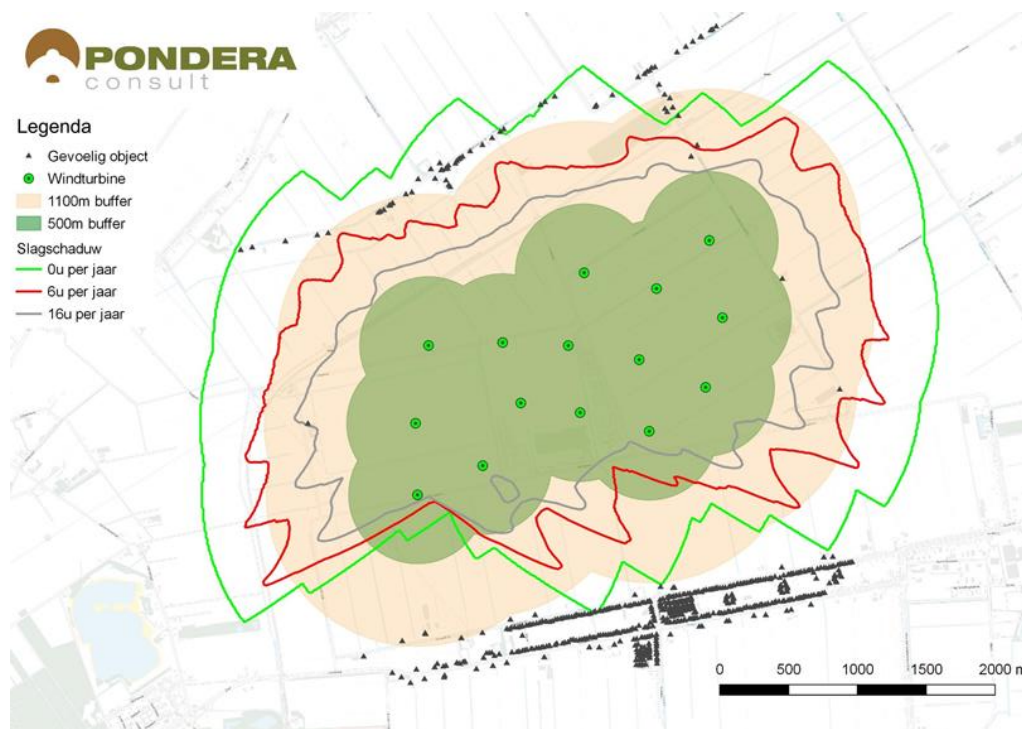 PONDERA
consult
Legenda
Gevoelig object
Windturbine
1100m buffer
500m buffer
Slagschaduw
0u per jaar
6u per jaar
16u per jaar
0 500 1000 1500 2000 m